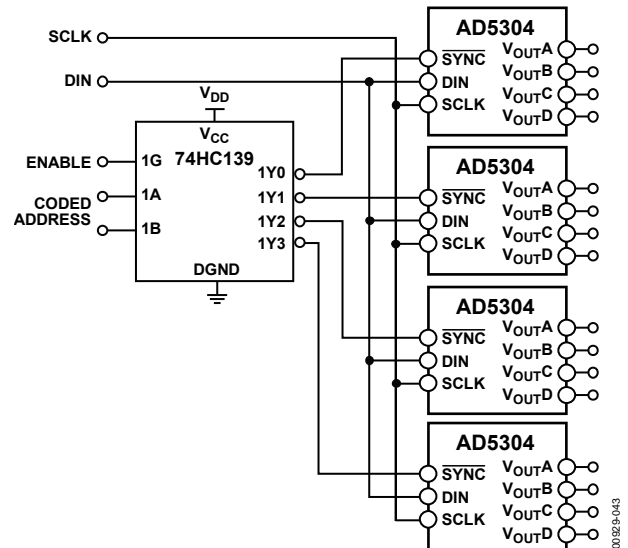 SCLK
DIN
VDD
VCC
ENABLE
1G
74HC139
1Y0
CODED
ADDRESS
1A
1B
1Y1
1Y2
1Y3
DGND
AD5304
SYNC
DIN
SCLK
VOUTA
VOUTB
VOUTC
VOUTD
AD5304
SYNC
DIN
SCLK
VOUTA
VOUTB
VOUTC
VOUTD
AD5304
SYNC
DIN
SCLK
VOUTA
VOUTB
VOUTC
VOUTD
AD5304
SYNC
DIN
SCLK
VOUTA
VOUTB
VOUTC
VOUTD
00929-043